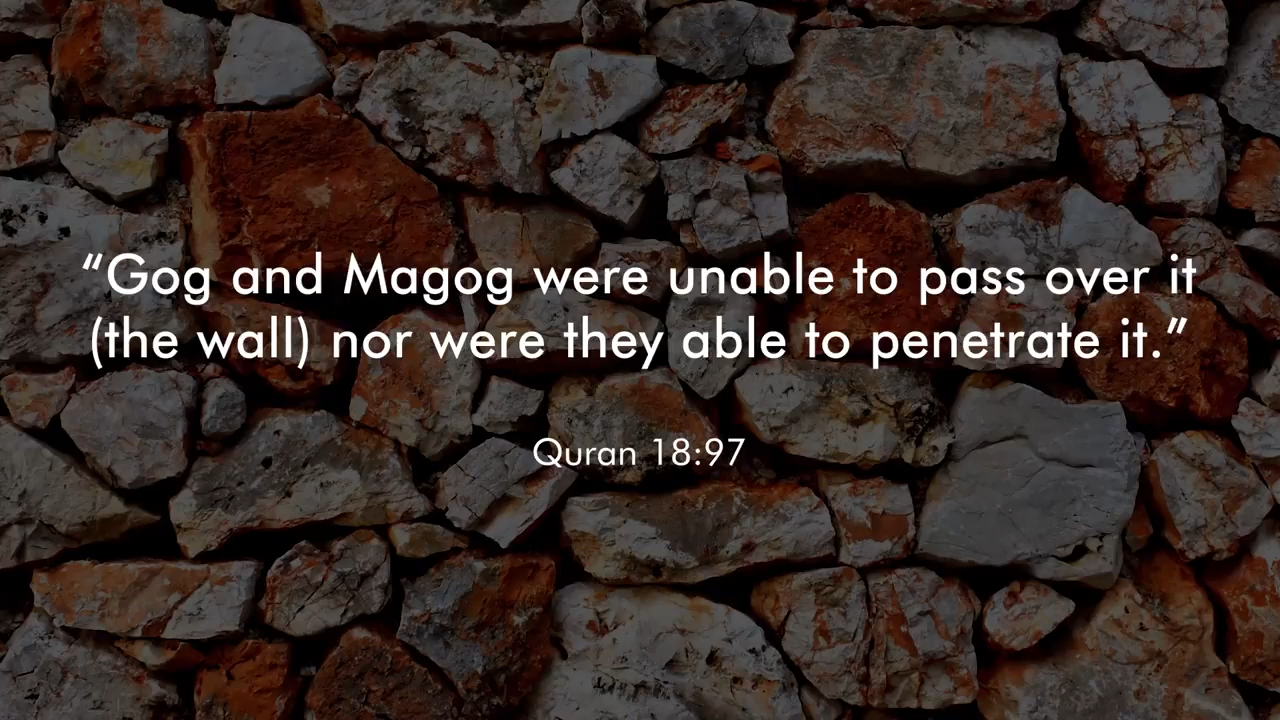 “Gog and Magog were unable to pass over it
(the wall) nor were they able to penetrate it.”
Quran 18:97